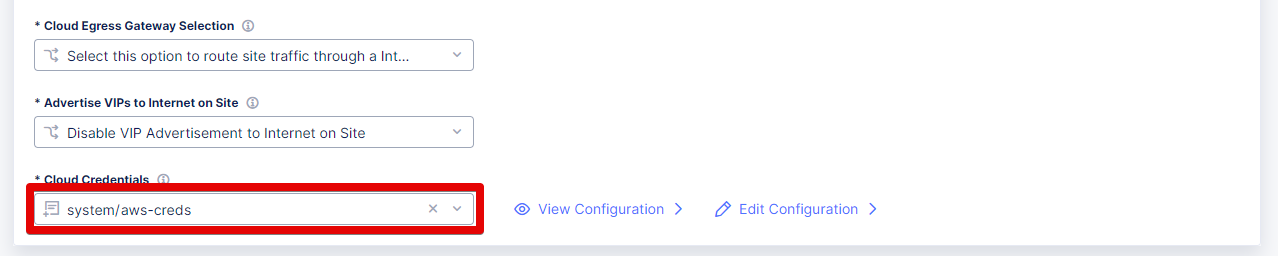 * Cloud Egress Gateway Selection
Select this option to route site traffic through a Int...
* Advertise VIPs to Internet on Site
Disable VIP Advertisement to Internet on Site
* Cloud Credentials
system/aws-creds
View Configuration
Edit Configuration